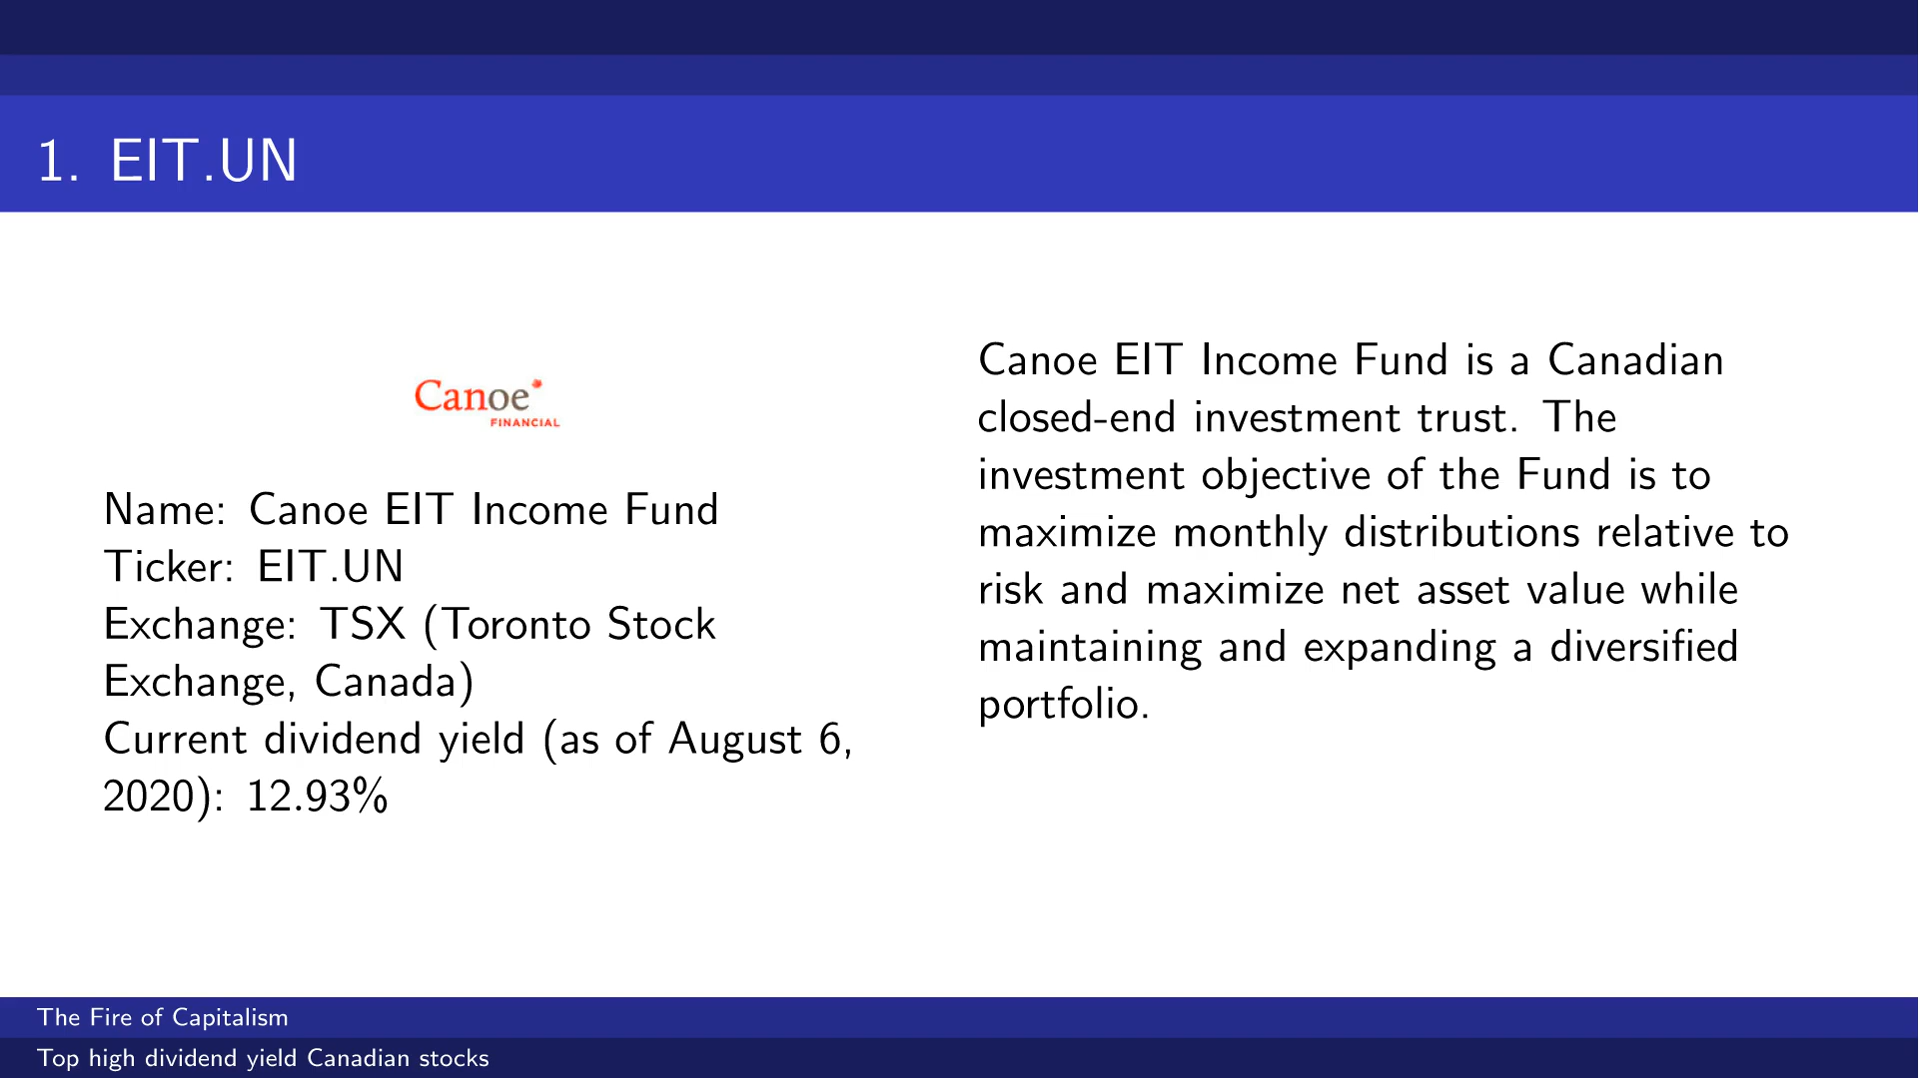 1. EIT.UN
Canoe
FINANCIAL
Name: Canoe EIT Income Fund
Ticker: EIT.UN
Exchange: TSX (Toronto Stock
Exchange, Canada)
Current dividend yield (as of August 6,
2020): 12.93%
Canoe EIT Income Fund is a Canadian
closed-end investment trust. The
investment objective of the Fund is to
maximize monthly distributions relative to
risk and maximize net asset value while
maintaining and expanding a diversified
portfolio.
The Fire of Capitalism
Top high dividend yield Canadian stocks